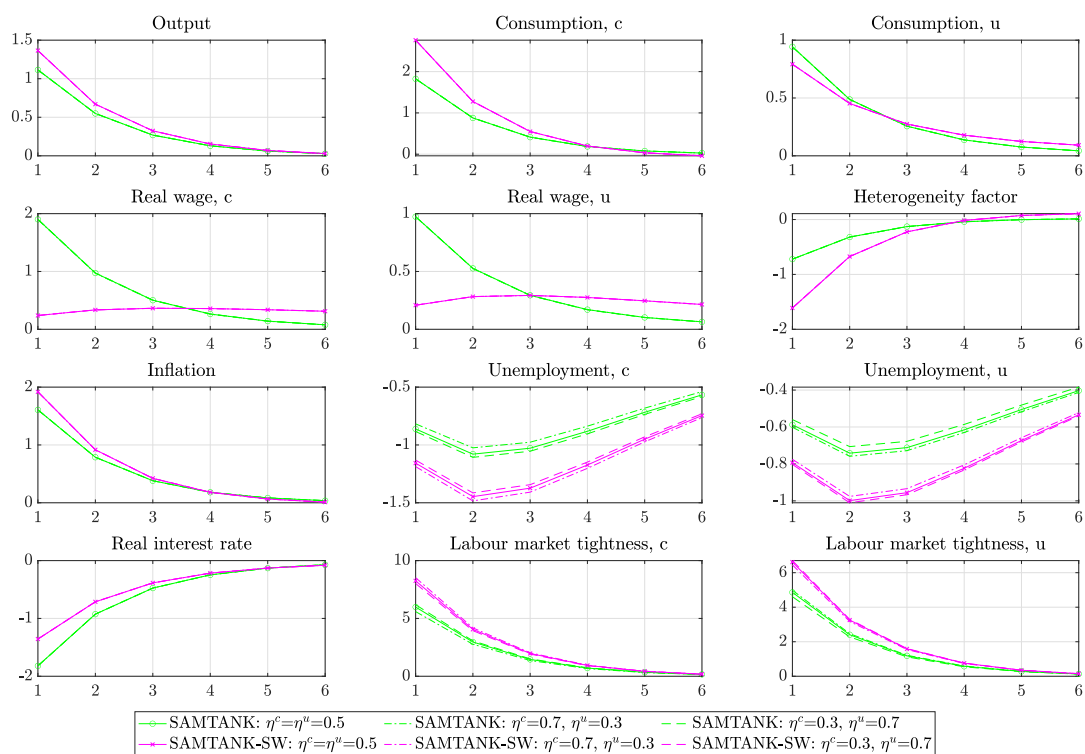 Output Consumption, c Consumption, u
1.5
1
0.5
0
1 2 3 4 5 6
2
1
0
1 2 3 4 5 6
1
0.5
0
1 2 3 4 5 6
Real wage, c Real wage, u Heterogeneity factor
2
1
0
1 2 3 4 5 6
1
0.5
0
1 2 3 4 5 6
0
-1
-2
1 2 3 4 5 6
Inflation Unemployment, c Unemployment, u
2
1
0
1 2 3 4 5 6
-0.5
-1
-1.5
1 2 3 4 5 6
-0.4
-0.6
-0.8
-1
1 2 3 4 5 6
Real interest rate Labour market tightness, c Labour market tightness, u
0
-1
-2
1 2 3 4 5 6
10
5
0
1 2 3 4 5 6
6
4
2
0
1 2 3 4 5 6
SAMTANK: η^c=η^u=0.5 SAMTANK: η^c=0.7, η^u=0.3 SAMTANK: η^c=0.3, η^u=0.7
SAMTANK-SW: η^c=η^u=0.5 SAMTANK-SW: η^c=0.7, η^u=0.3 SAMTANK-SW: η^c=0.3, η^u=0.7